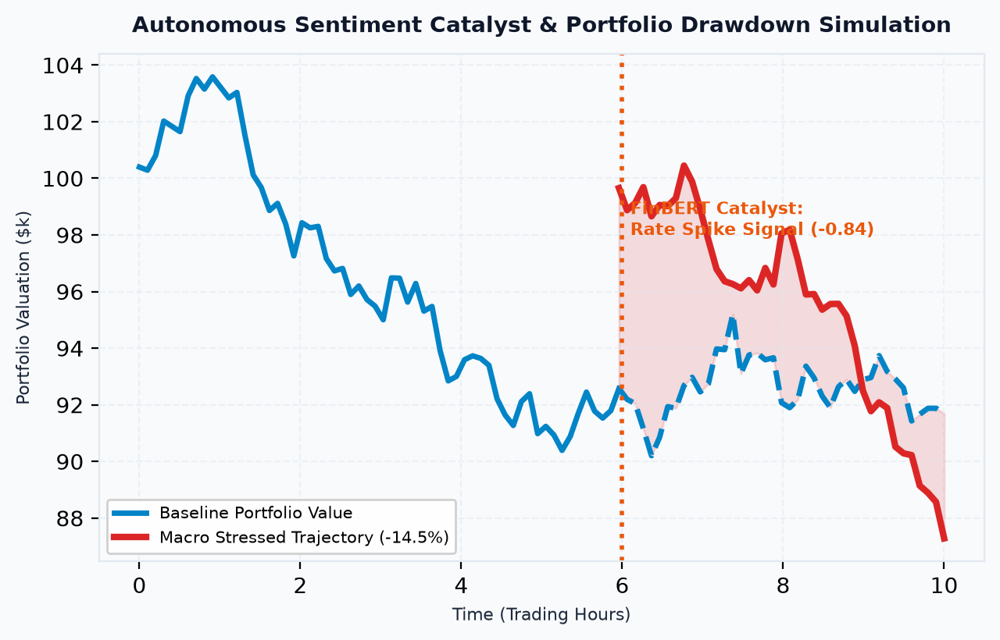 Autonomous Sentiment Catalyst & Portfolio Drawdown Simulation
104
102
100
98
96
94
92
90
88
Portfolio Valuation ($k)
FinBERT Catalyst:
Rate Spike Signal (-0.84)
Baseline Portfolio Value
Macro Stressed Trajectory (-14.5%)
0 2 4 6 8 10
Time (Trading Hours)